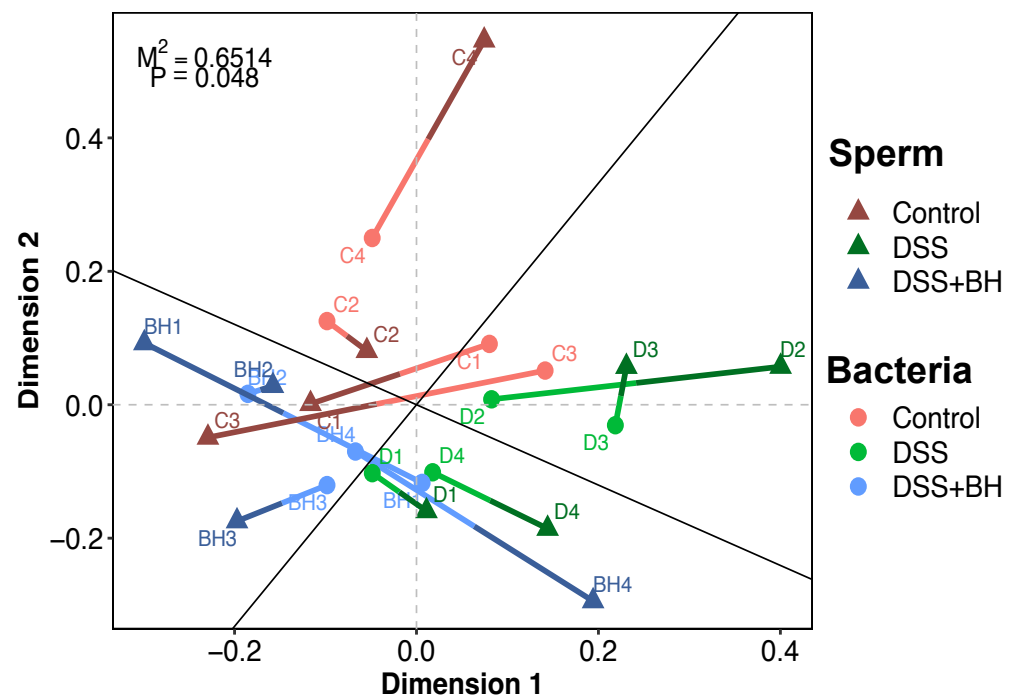 M² = 0.6514
P = 0.048
C4
C4
C2
C2
BH1
C1
C3
D3
D2
BH2
BH2
C3
C1
D2
D3
BH4
D1
D4
BH3
BH1
D1
D4
BH3
BH4
0.4
0.2
0.0
−0.2
−0.2
0.0
0.2
0.4
Dimension 1
Dimension 2
Sperm
Control
DSS
DSS+BH
Bacteria
Control
DSS
DSS+BH